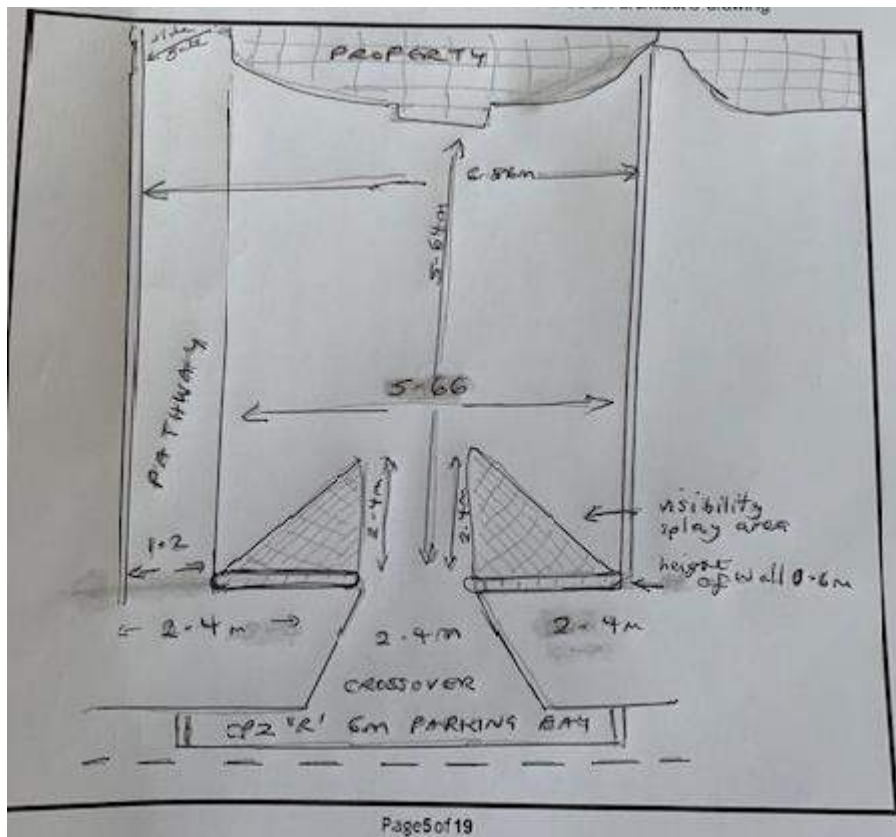 PROPERTY
6.86m
5-64m
5-66
PATHWAY
2-4m
2.4m
visibility
splay area
1.2
height
of wall 0-6m
2-4m
2-4m
2-4m
CROSSOVER
CPZ 'R' 6m PARKING BAY
Page 5 of 19